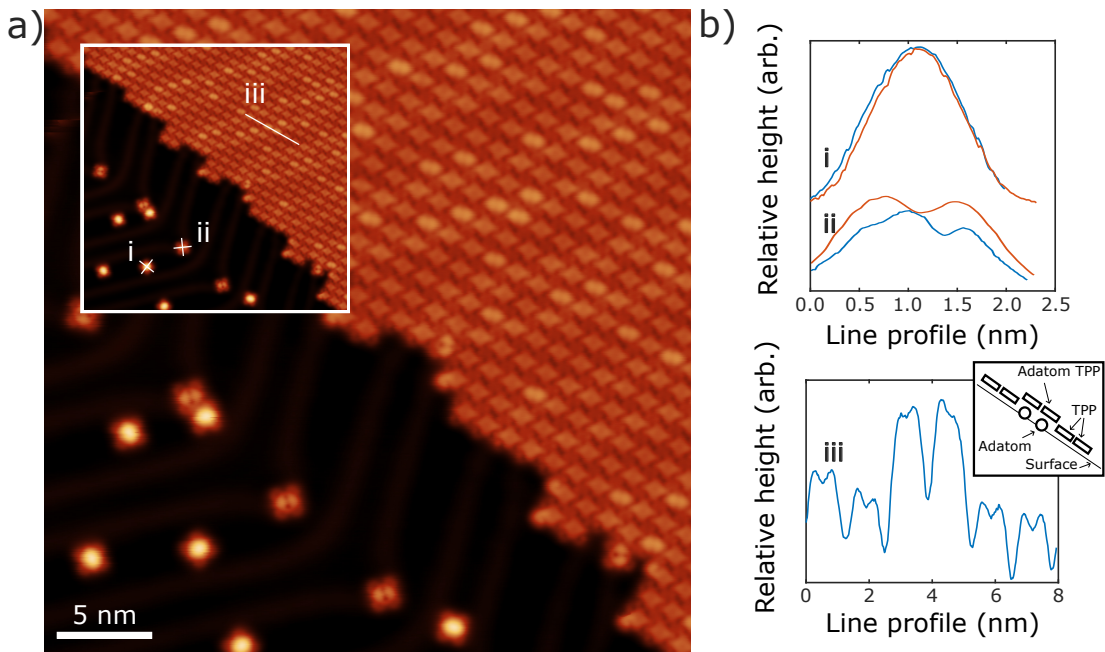 a)
iii
i
ii
5 nm
b)
Relative height (arb.)
i
ii
0.0 0.5 1.0 1.5 2.0 2.5
Line profile (nm)
Relative height (arb.)
iii
Adatom TPP
TPP
Adatom
Surface
0 2 4 6 8
Line profile (nm)